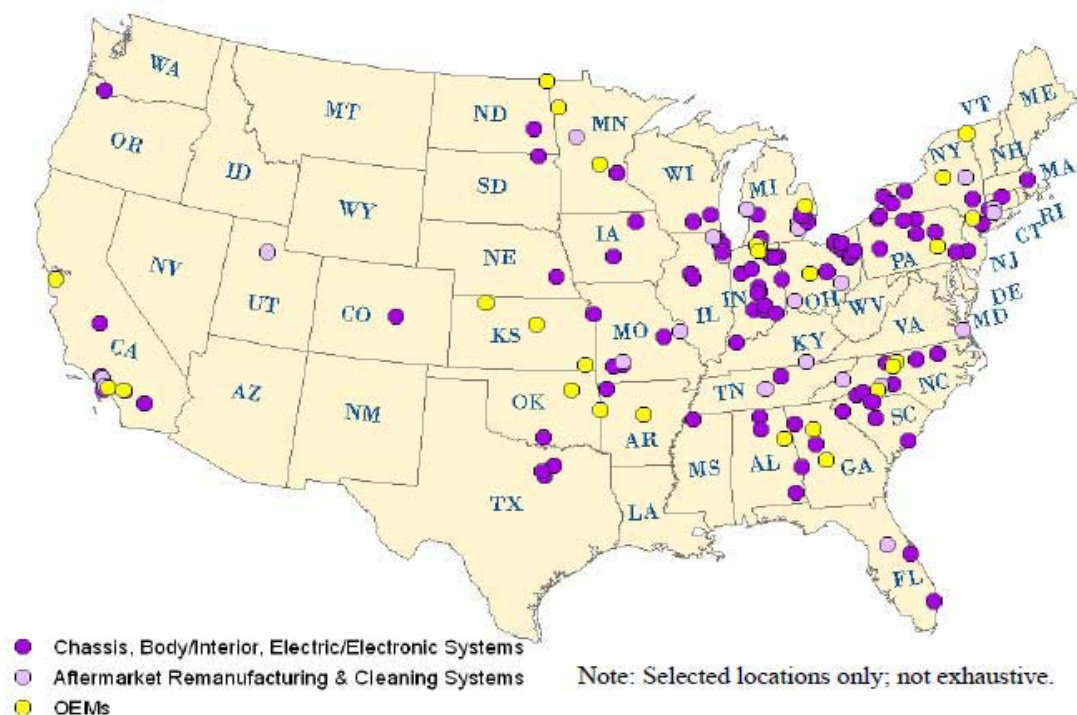 WA
MT
ND
MN
VT
ME
OR
ID
SD
WI
MI
NY
NH
MA
WY
IA
RI
CT
NE
PA
NJ
NV
UT
CO
IL
IN
OH
WV
DE
MD
CA
KS
MO
KY
VA
AZ
NM
OK
TN
NC
AR
SC
MS
AL
GA
TX
LA
FL
Chassis, Body/Interior, Electric/Electronic Systems
Aftermarket Remanufacturing & Cleaning Systems
OEMs
Note: Selected locations only; not exhaustive.